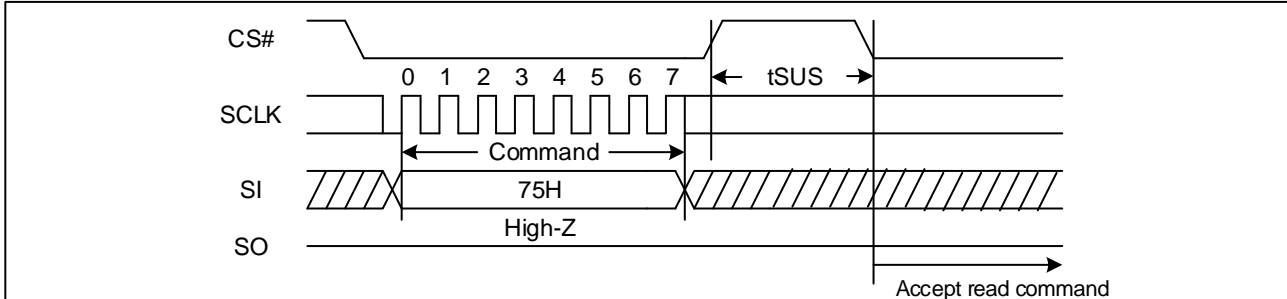 CS#
0 1 2 3 4 5 6 7
tSUS
SCLK
Command
SI
75H
High-Z
SO
Accept read command